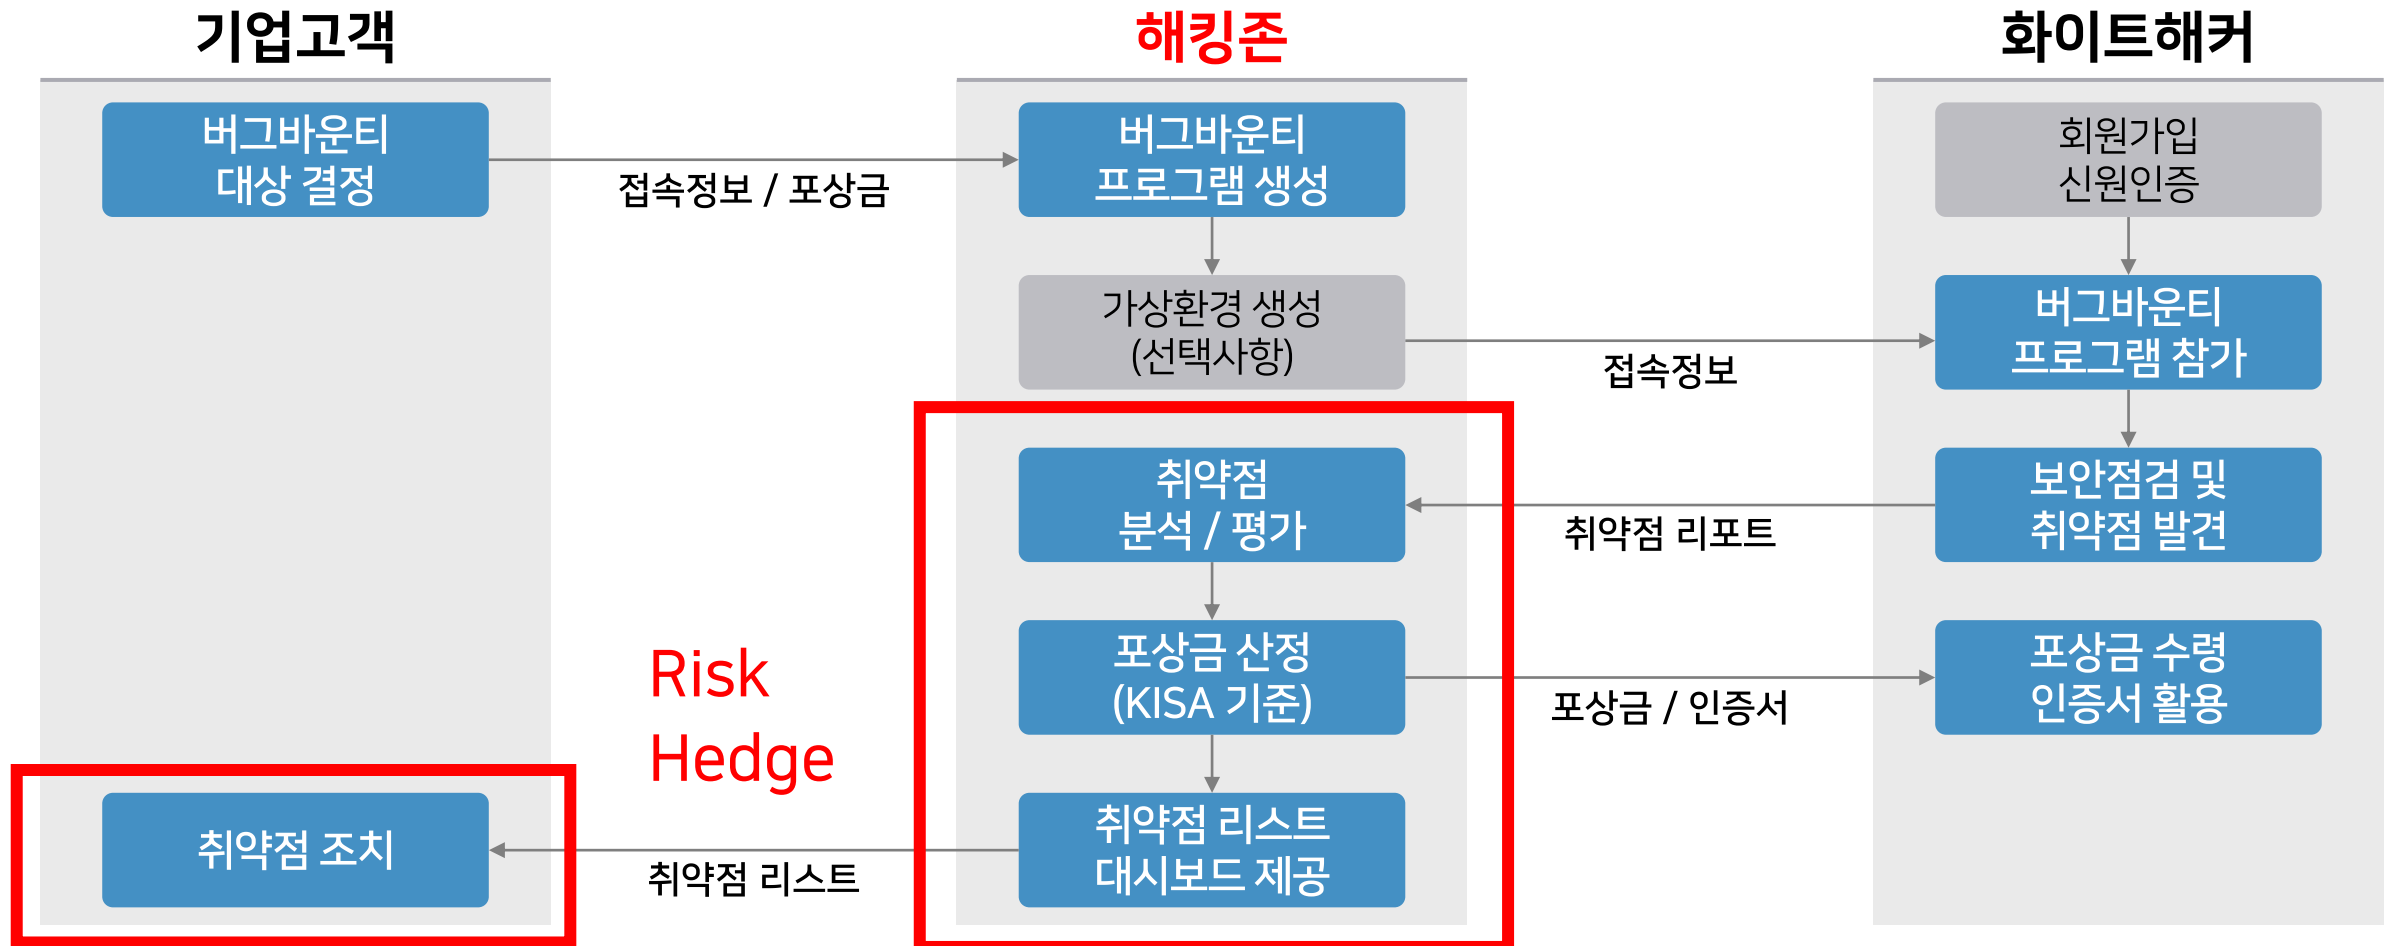 기업고객
해킹존
화이트해커
버그바운티
대상 결정
접속정보 / 포상금
버그바운티
프로그램 생성
회원가입
신원인증
가상환경 생성
(선택사항)
접속정보
버그바운티
프로그램 참가
취약점
분석 / 평가
취약점 리포트
보안점검 및
취약점 발견
Risk
Hedge
포상금 산정
(KISA 기준)
포상금 / 인증서
포상금 수령
인증서 활용
취약점 조치
취약점 리스트
취약점 리스트
대시보드 제공